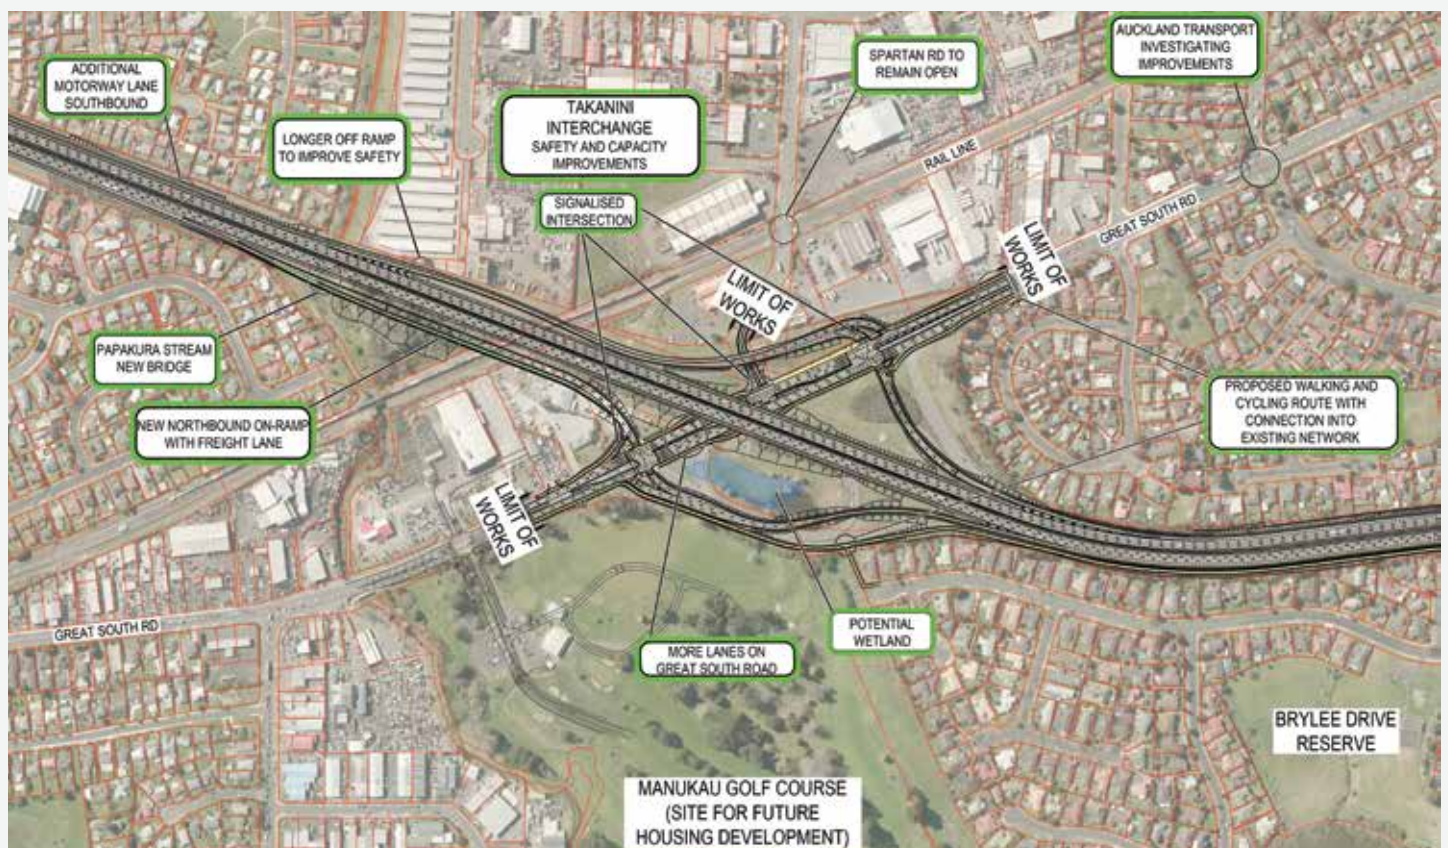 AUCKLAND TRANSPORT
INVESTIGATING
IMPROVEMENTS
SPARTAN RD TO
REMAIN OPEN
ADDITIONAL
MOTORWAY LANE
SOUTHBOUND
TAKANINI
INTERCHANGE
SAFETY AND CAPACITY
IMPROVEMENTS
LONGER OFF RAMP
TO IMPROVE SAFETY
RAIL LINE
SIGNALISED
INTERSECTION
GREAT SOUTH RD
LIMIT OF
WORKS
LIMIT OF
WORKS
PAPAKURA STREAM
NEW BRIDGE
PROPOSED WALKING AND
CYCLING ROUTE WITH
CONNECTION INTO
EXISTING NETWORK
NEW NORTHBOUND ON-RAMP
WITH FREIGHT LANE
LIMIT OF
WORKS
GREAT SOUTH RD
POTENTIAL
WETLAND
MORE LANES ON
GREAT SOUTH ROAD
BRYLEE DRIVE
RESERVE
MANUKAU GOLF COURSE
(SITE FOR FUTURE
HOUSING DEVELOPMENT)